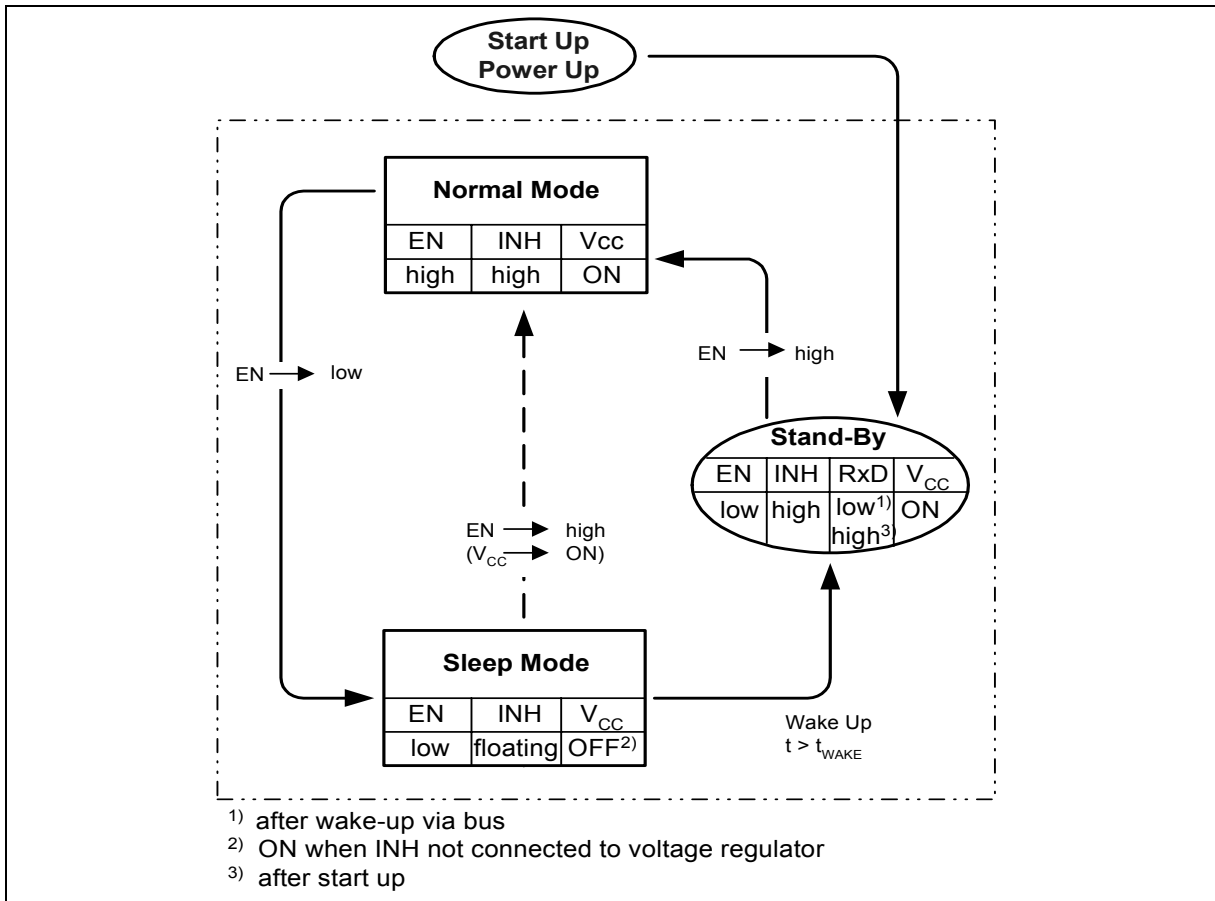 Start Up
Power Up
Normal Mode
EN INH Vcc
high high ON
EN → high
EN → low
Stand-By
EN INH RxD VCC
low high low1) ON
high3)
EN → high
(VCC → ON)
Sleep Mode
EN INH VCC
low floating OFF2)
Wake Up
t > tWAKE
1) after wake-up via bus
2) ON when INH not connected to voltage regulator
3) after start up